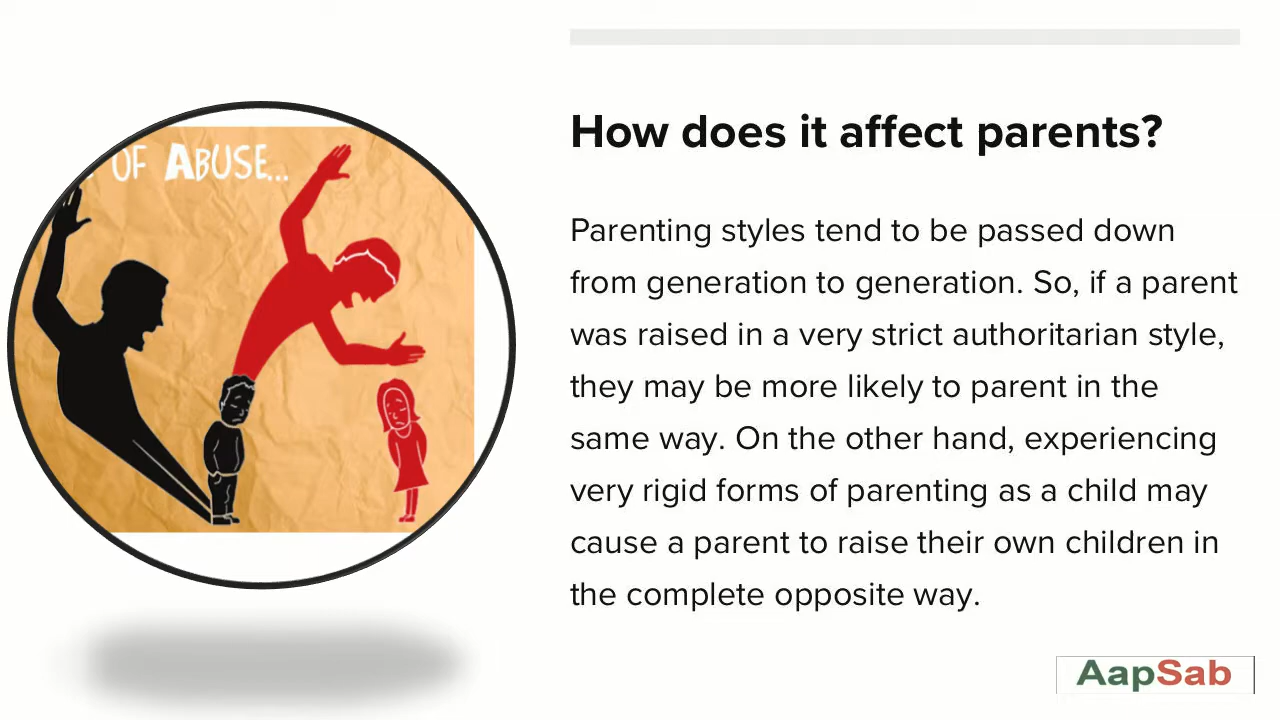 OF ABUSE...
How does it affect parents?
Parenting styles tend to be passed down
from generation to generation. So, if a parent
was raised in a very strict authoritarian style,
they may be more likely to parent in the
same way. On the other hand, experiencing
very rigid forms of parenting as a child may
cause a parent to raise their own children in
the complete opposite way.
AapSab